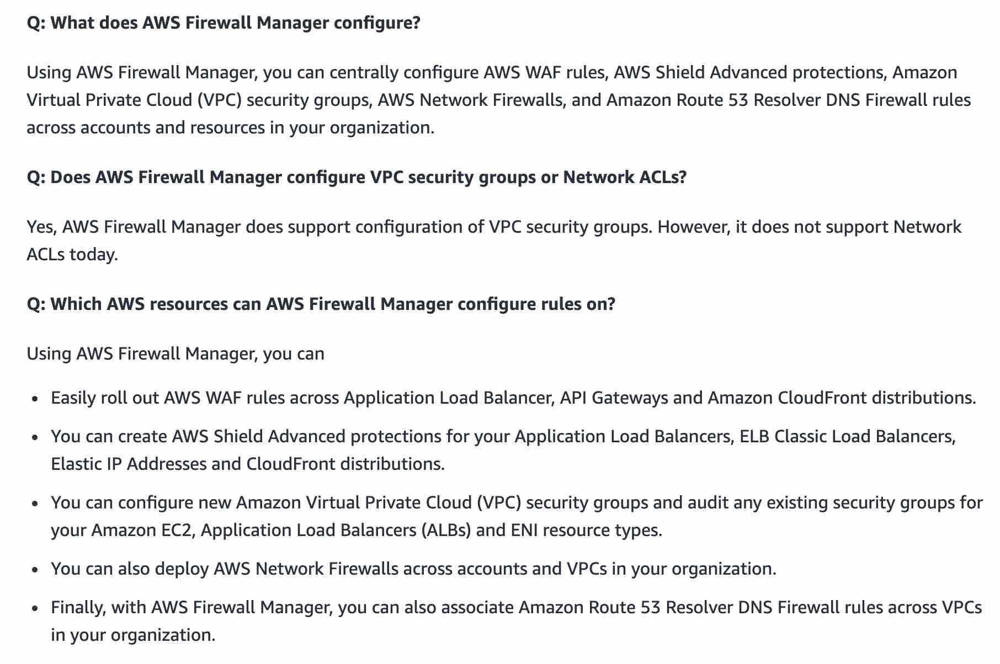 Q: What does AWS Firewall Manager configure?
Using AWS Firewall Manager, you can centrally configure AWS WAF rules, AWS Shield Advanced protections, Amazon
Virtual Private Cloud (VPC) security groups, AWS Network Firewalls, and Amazon Route 53 Resolver DNS Firewall rules
across accounts and resources in your organization.
Q: Does AWS Firewall Manager configure VPC security groups or Network ACLs?
Yes, AWS Firewall Manager does support configuration of VPC security groups. However, it does not support Network
ACLs today.
Q: Which AWS resources can AWS Firewall Manager configure rules on?
Using AWS Firewall Manager, you can
• Easily roll out AWS WAF rules across Application Load Balancer, API Gateways and Amazon CloudFront distributions.
• You can create AWS Shield Advanced protections for your Application Load Balancers, ELB Classic Load Balancers,
Elastic IP Addresses and CloudFront distributions.
• You can configure new Amazon Virtual Private Cloud (VPC) security groups and audit any existing security groups for
your Amazon EC2, Application Load Balancers (ALBs) and ENI resource types.
• You can also deploy AWS Network Firewalls across accounts and VPCs in your organization.
• Finally, with AWS Firewall Manager, you can also associate Amazon Route 53 Resolver DNS Firewall rules across VPCs
in your organization.